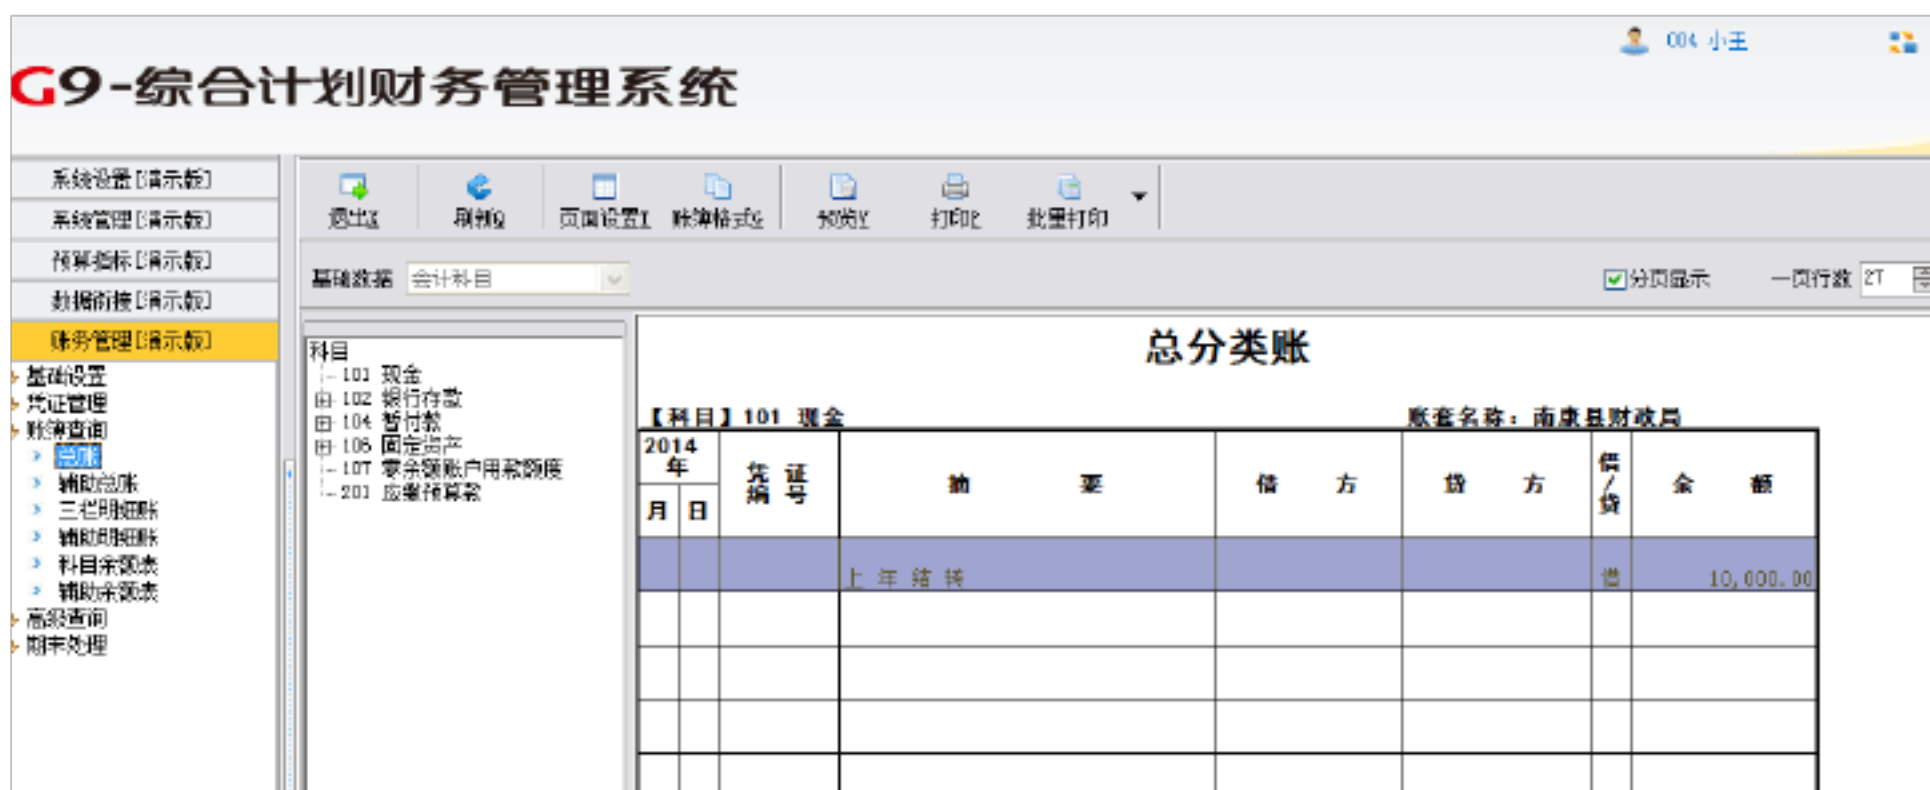 004 小王
G9-综合计划财务管理系统
系统设置[演示版]
系统管理[演示版]
预算指标[演示版]
数据衔接[演示版]
账务管理[演示版]
基础设置
凭证管理
账簿查询
总账
辅助总账
三栏明细账
辅助明细账
科目余额表
辅助余额表
高级查询
期末处理
退出X 刷新Q 页面设置I 账簿格式G 预览V 打印P 批量打印
基础数据 会计科目 分页显示 一页行数 27
科目
101 现金
102 银行存款
104 暂付款
106 固定资产
107 零余额账户用款额度
201 应缴预算款
总分类账
【科目】101 现金 账套名称：南康县财政局
2014年 凭证编号 摘要 借方 贷方 借/贷 金额
月 日
上年结转 借 10,000.00